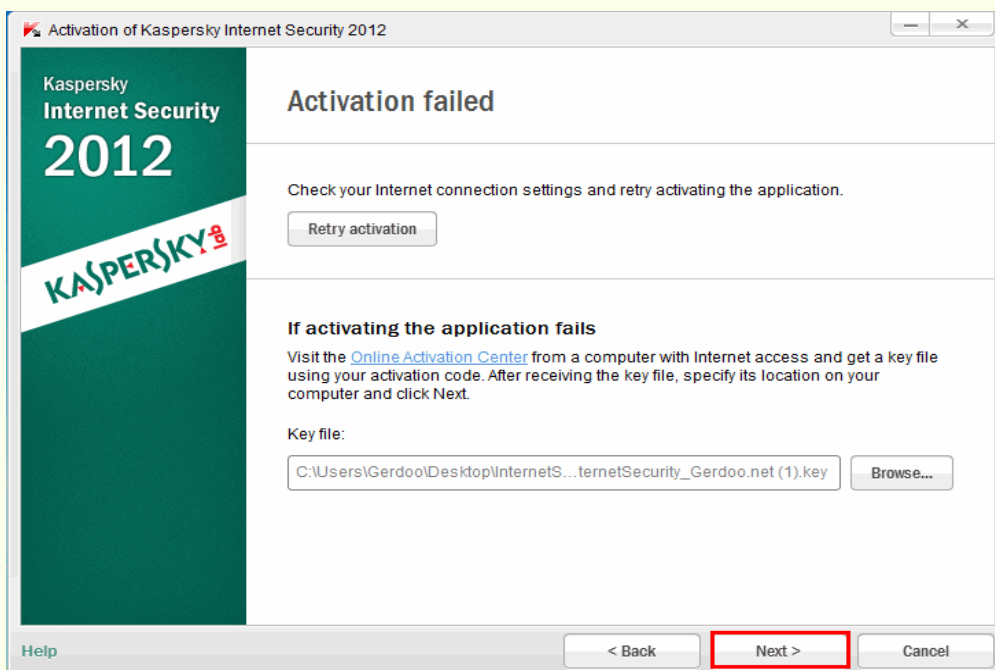 Activation of Kaspersky Internet Security 2012
Kaspersky
Internet Security
2012
KASPERSKY lab
Activation failed
Check your Internet connection settings and retry activating the application.
Retry activation
If activating the application fails
Visit the Online Activation Center from a computer with Internet access and get a key file
using your activation code. After receiving the key file, specify its location on your
computer and click Next.
Key file:
C:\Users\Gerdoo\Desktop\InternetS...ternetSecurity_Gerdoo.net (1).key
Browse...
Help
< Back
Next >
Cancel